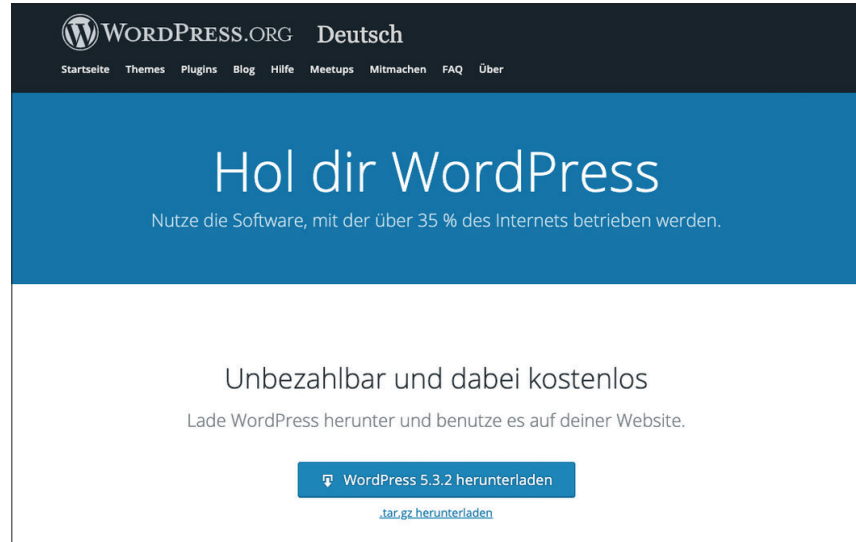 WORDPRESS.ORG Deutsch
Startseite Themes Plugins Blog Hilfe Meetups Mitmachen FAQ Über
Hol dir WordPress
Nutze die Software, mit der über 35 % des Internets betrieben werden.
Unbezahlbar und dabei kostenlos
Lade WordPress herunter und benutze es auf deiner Website.
WordPress 5.3.2 herunterladen
.tar.gz herunterladen